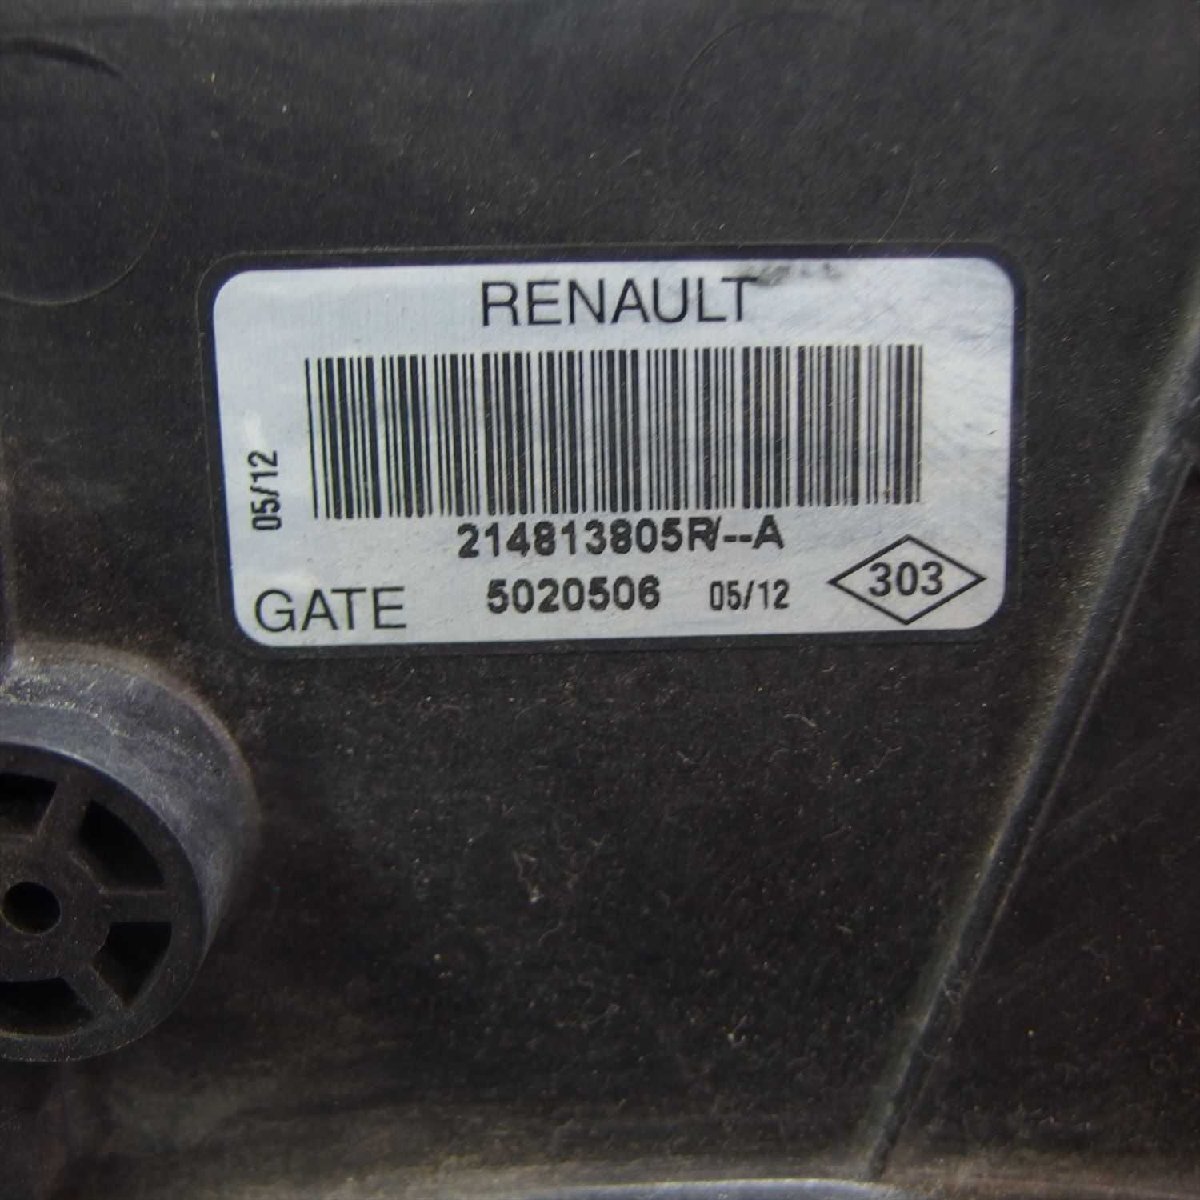 RENAULT
05/12
214813805R/--A
GATE 5020506 05/12 303